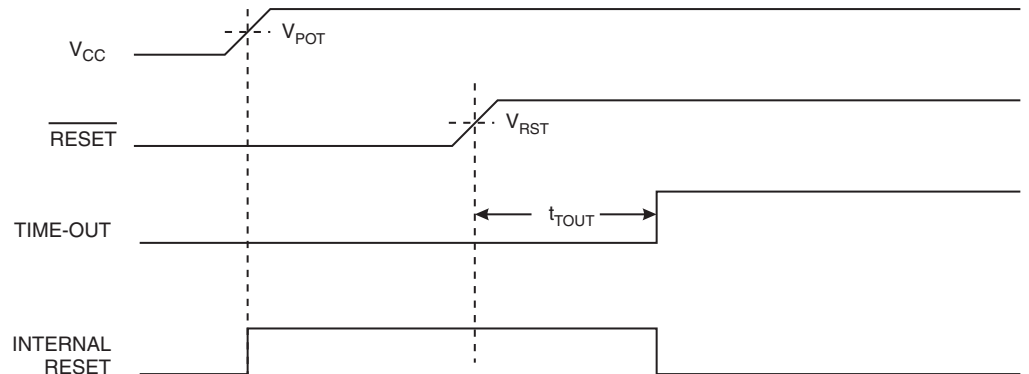 V_CC
V_POT
RESET
V_RST
TIME-OUT
t_TOUT
INTERNAL
RESET